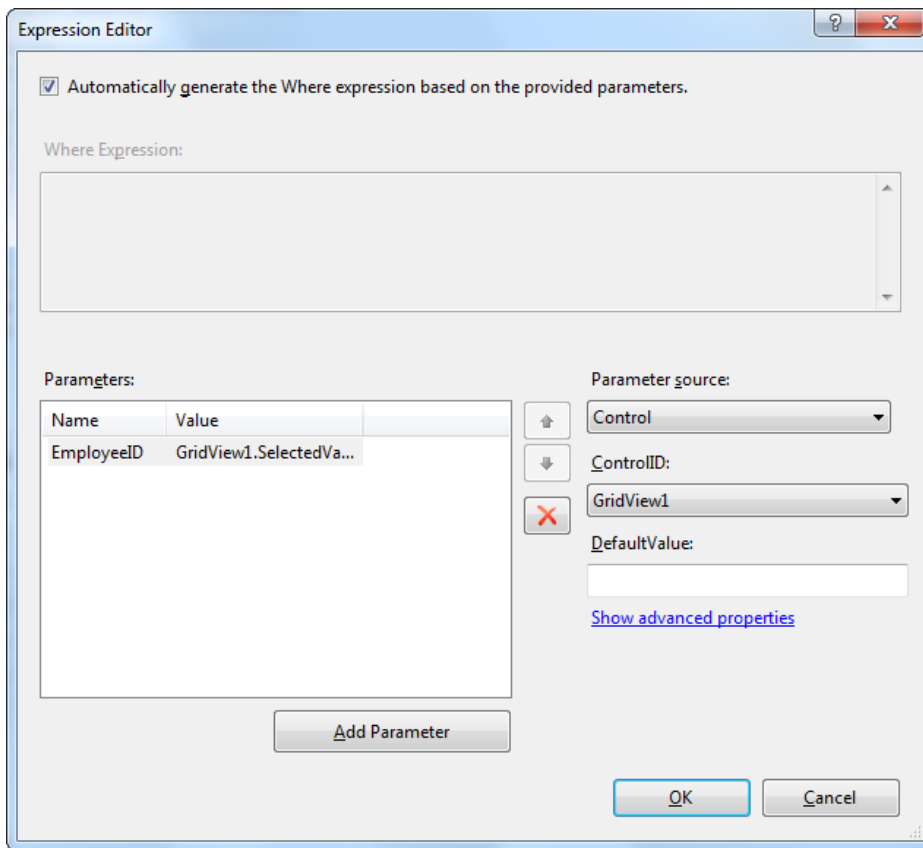 Expression Editor
?
Automatically generate the Where expression based on the provided parameters.
Where Expression:
Parameters:
Name Value
EmployeeID GridView1.SelectedVa...
Add Parameter
Parameter source:
Control
ControlID:
GridView1
DefaultValue:
Show advanced properties
OK Cancel